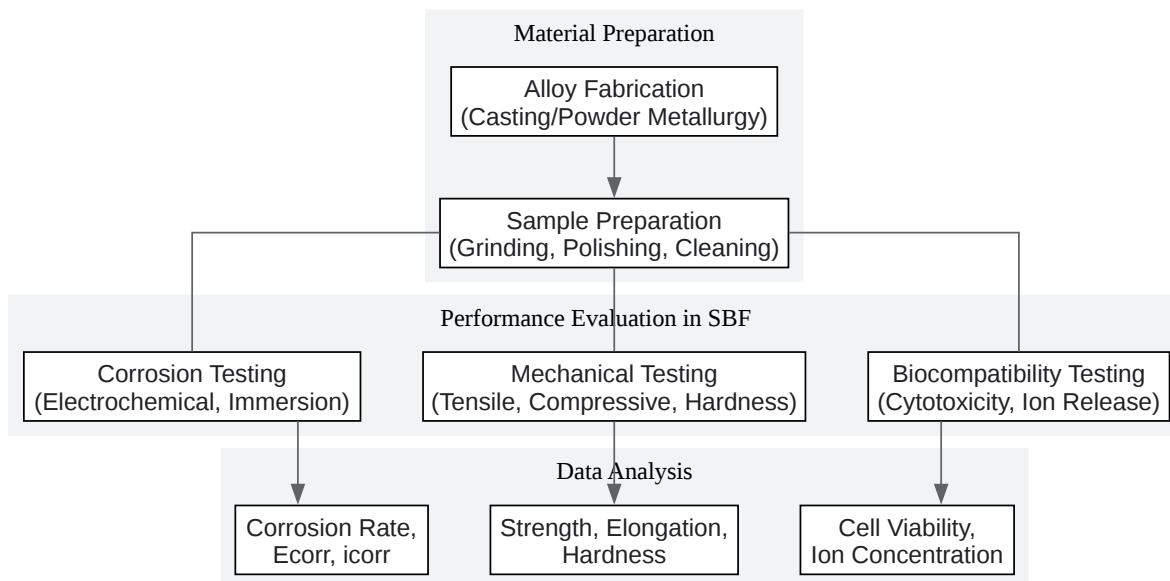 Material Preparation
Alloy Fabrication
(Casting/Powder Metallurgy)
Sample Preparation
(Grinding, Polishing, Cleaning)
Performance Evaluation in SBF
Corrosion Testing
(Electrochemical, Immersion)
Mechanical Testing
(Tensile, Compressive, Hardness)
Biocompatibility Testing
(Cytotoxicity, Ion Release)
Data Analysis
Corrosion Rate,
Ecorr, icorr
Strength, Elongation,
Hardness
Cell Viability,
Ion Concentration